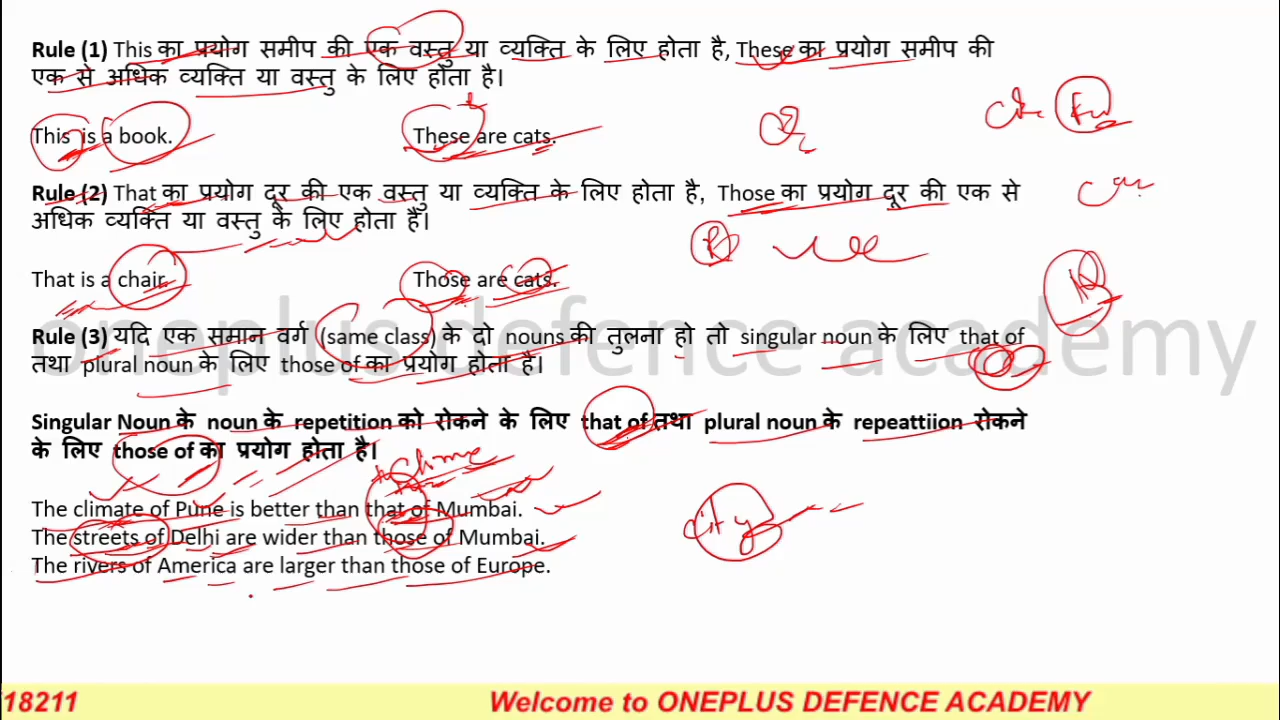 Rule (1) This का प्रयोग समीप की एक वस्तु या व्यक्ति के लिए होता है, These का प्रयोग समीप की
एक से अधिक व्यक्ति या वस्तु के लिए होता है।
This is a book. These are cats.
Rule (2) That का प्रयोग दूर की एक वस्तु या व्यक्ति के लिए होता है, Those का प्रयोग दूर की एक से
अधिक व्यक्ति या वस्तु के लिए होता हैं।
That is a chair. Those are cats.
oneplus defence academy
Rule (3) यदि एक समान वर्ग (same class) के दो nouns की तुलना हो तो singular noun के लिए that of
तथा plural noun के लिए those of का प्रयोग होता है।
Singular Noun के noun के repetition को रोकने के लिए that of तथा plural noun के repeattiion रोकने
के लिए those of का प्रयोग होता है।
The climate of Pune is better than that of Mumbai.
The streets of Delhi are wider than those of Mumbai. city
The rivers of America are larger than those of Europe.
18211 Welcome to ONEPLUS DEFENCE ACADEMY